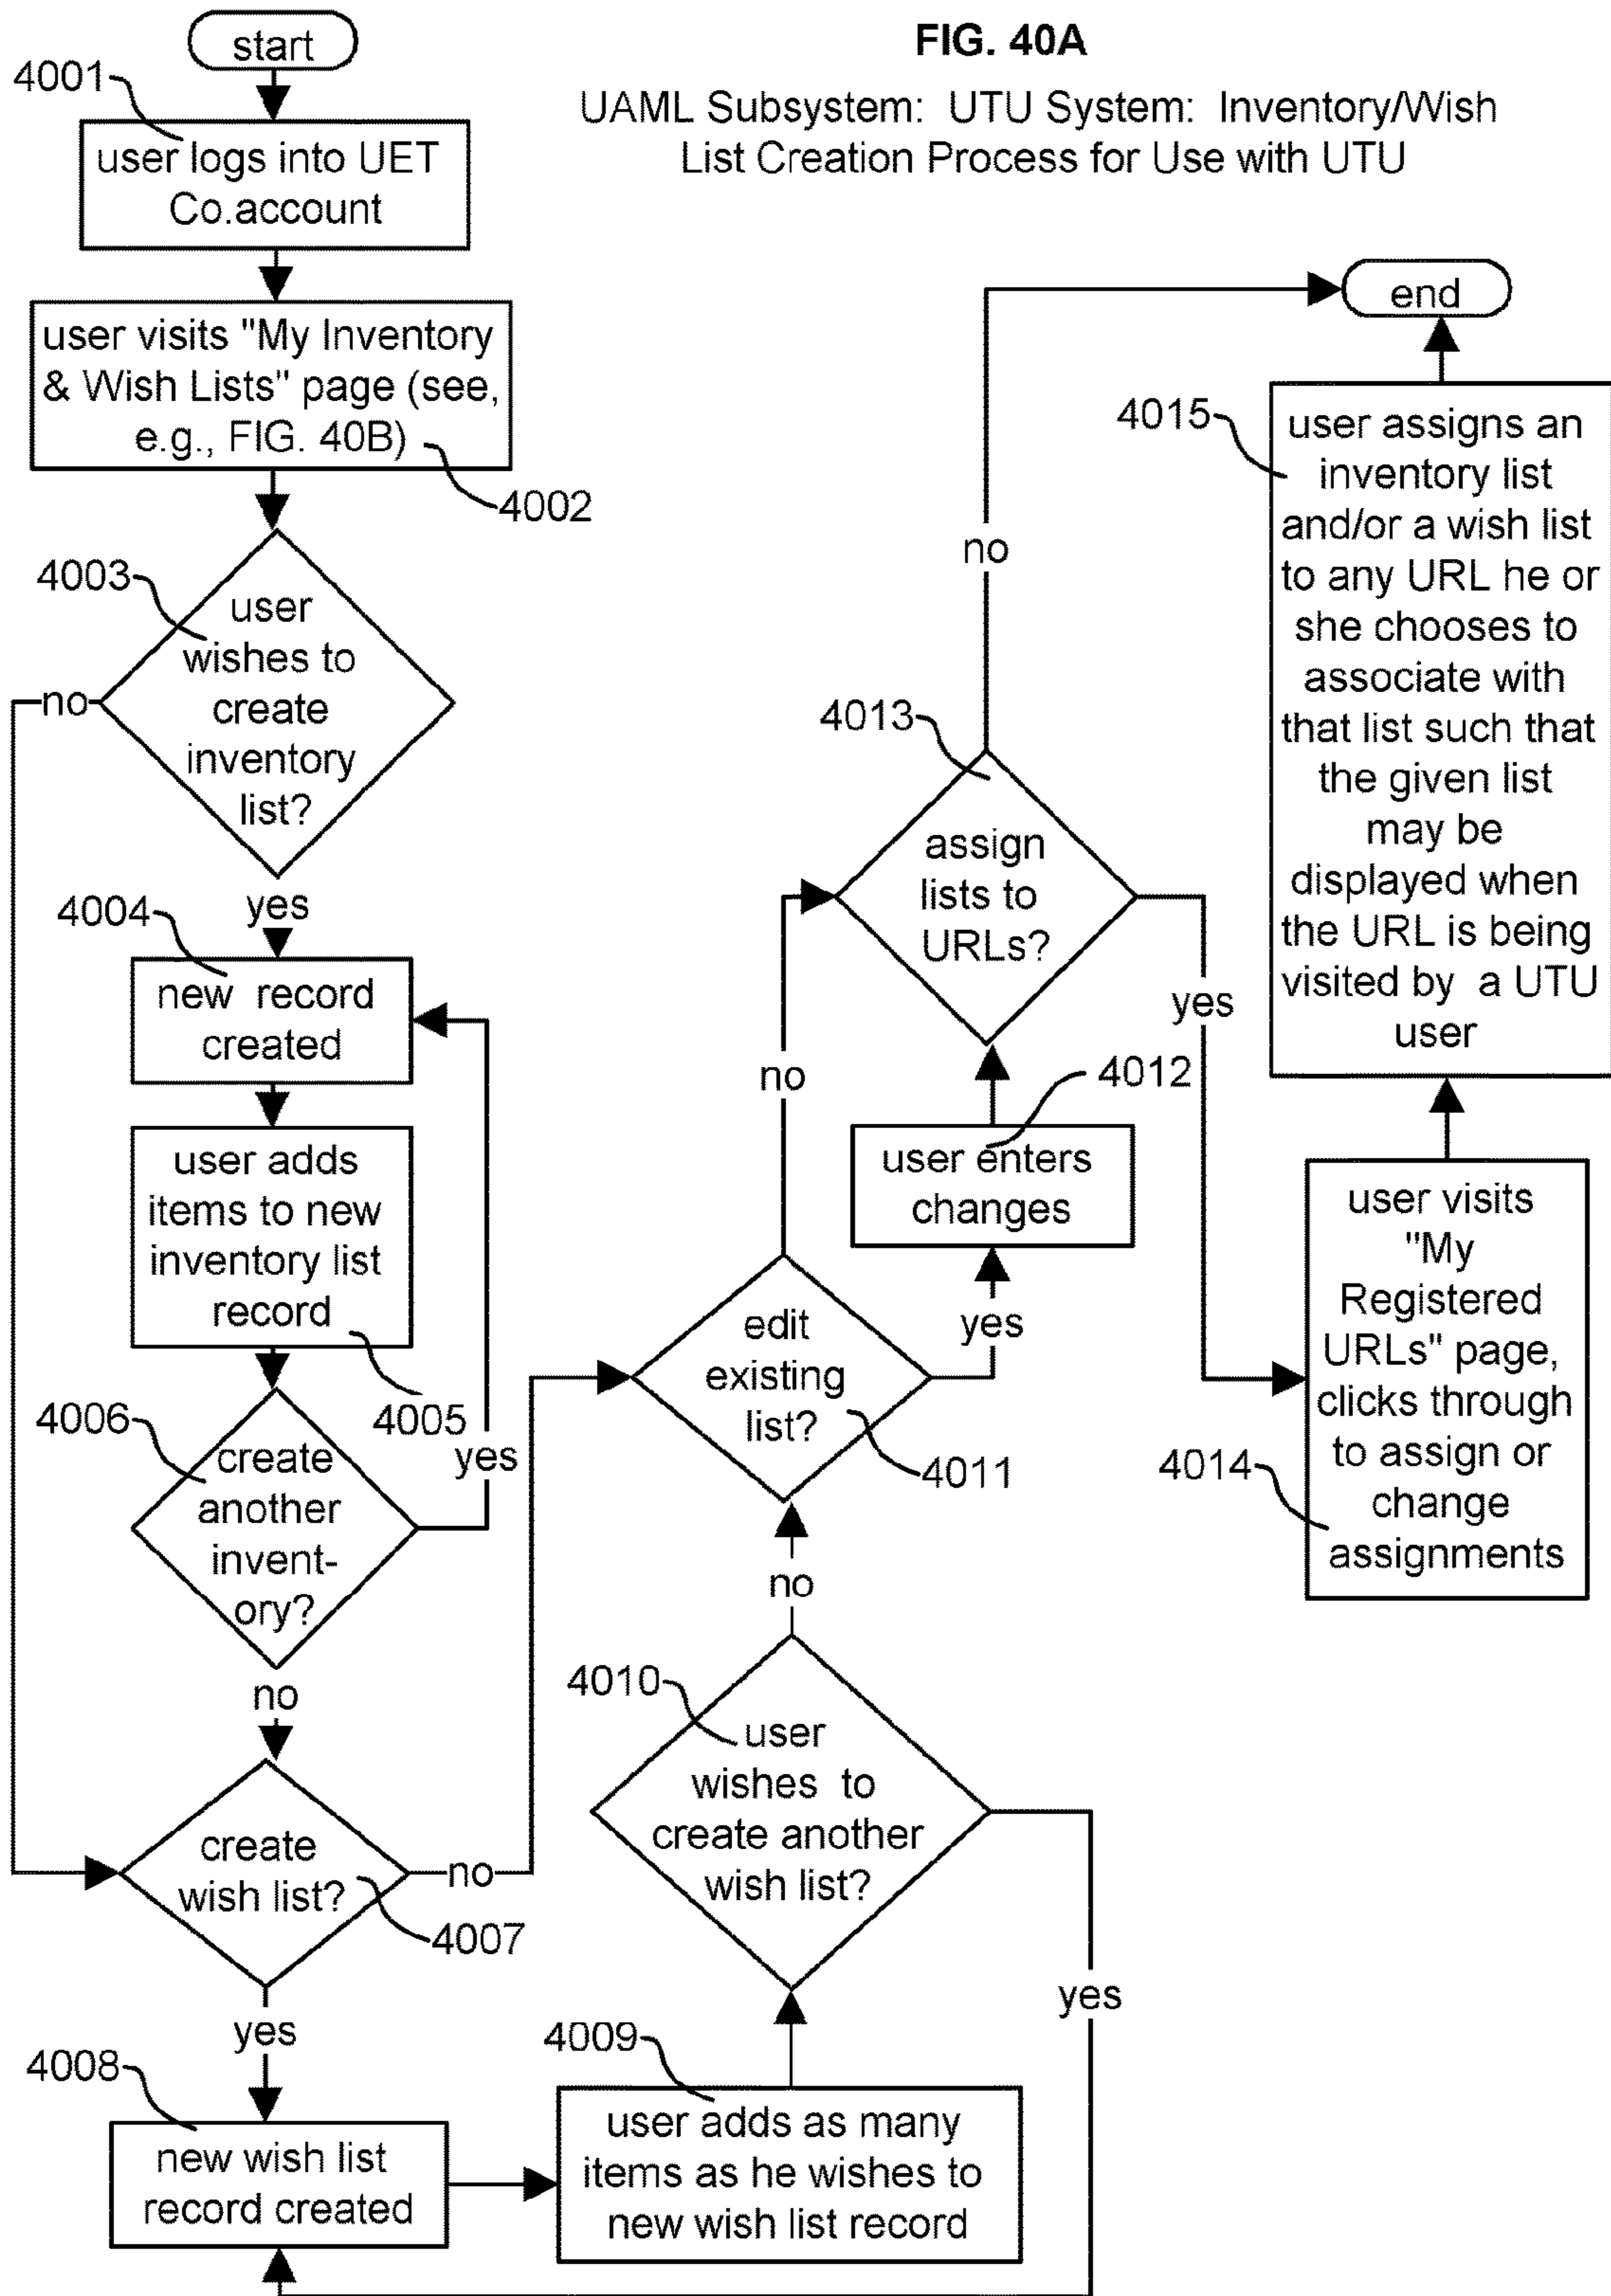 FIG. 40A
UAML Subsystem:  UTU System:  Inventory/Wish
List Creation Process for Use with UTU
start
4001
user logs into UET
Co.account
user visits "My Inventory
& Wish Lists" page (see,
e.g., FIG. 40B)
4002
4003
user
wishes to
create
inventory
list?
no
yes
4004
new  record
created
user adds
items to new
inventory list
record
4005
4006
create
another
invent-
ory?
yes
no
create
wish list?
4007
no
yes
4008
new wish list
record created
4009
user adds as many
items as he wishes to
new wish list record
4010
user
wishes  to
create another
wish list?
yes
no
edit
existing
list?
4011
no
yes
4012
user enters
changes
4013
assign
lists to
URLs?
no
yes
4014
user visits
"My
Registered
URLs" page,
clicks through
to assign or
change
assignments
4015
user assigns an
inventory list
and/or a wish list
to any URL he or
she chooses to
associate with
that list such that
the given list
may be
displayed when
the URL is being
visited by  a UTU
user
end